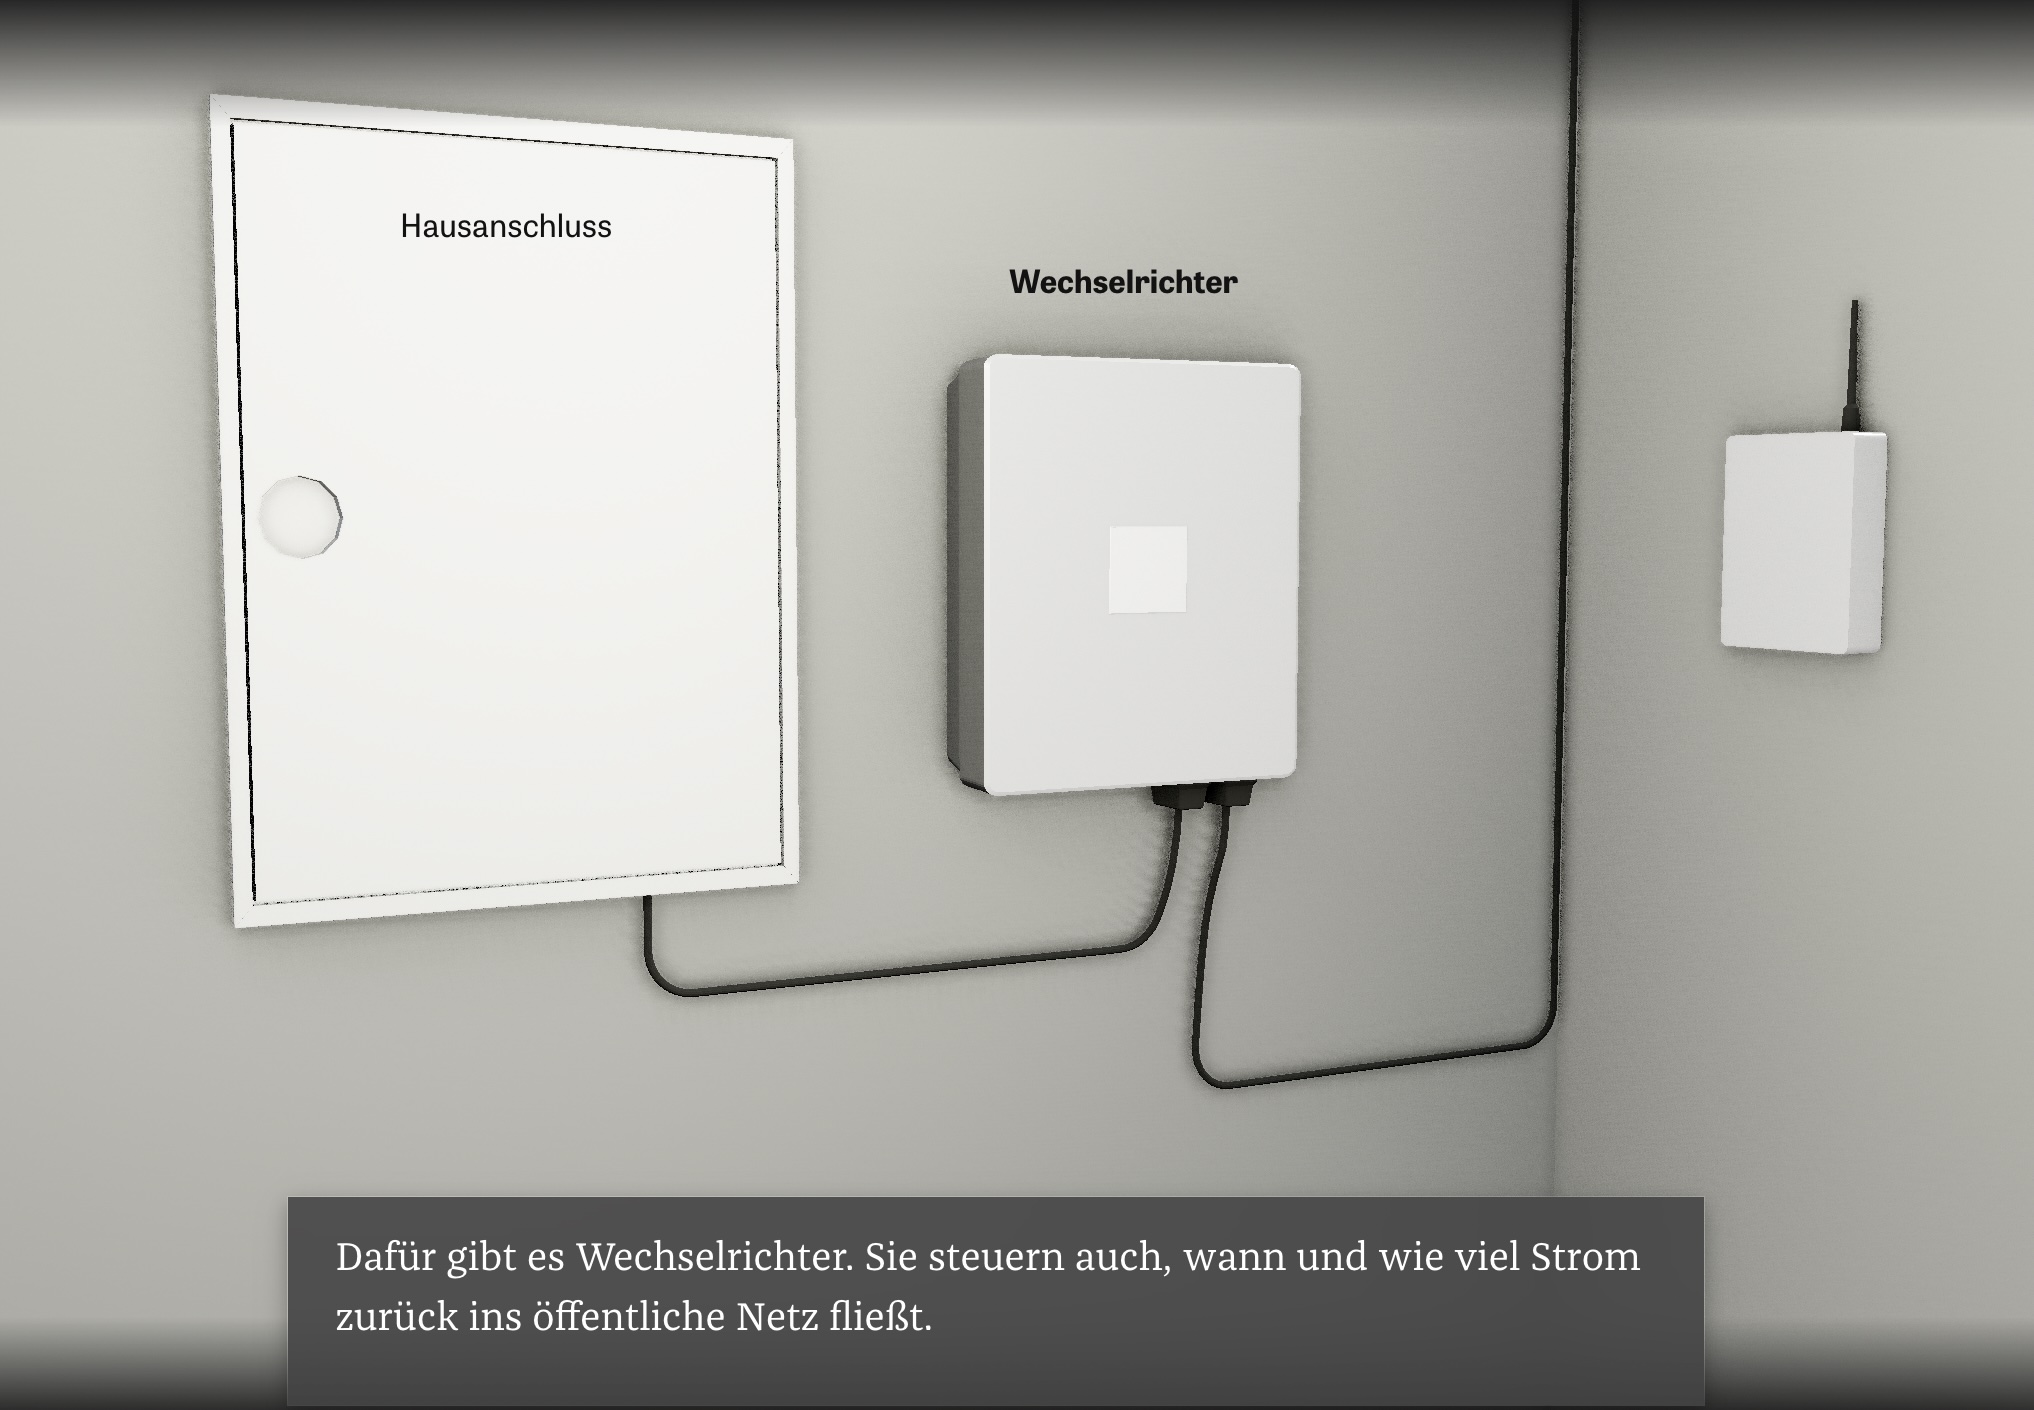 Hausanschluss
Wechselrichter
Dafür gibt es Wechselrichter. Sie steuern auch, wann und wie viel Strom
zurück ins öffentliche Netz fließt.